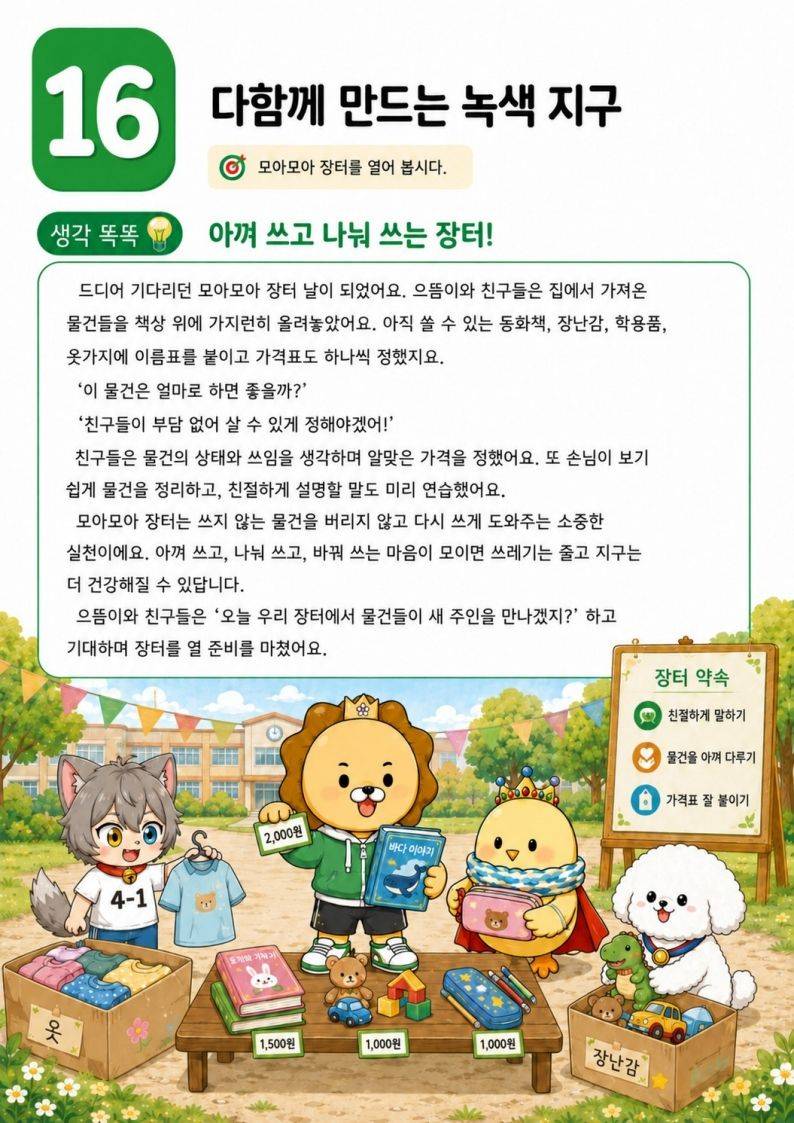 16
다함께 만드는 녹색 지구
모아모아 장터를 열어 봅시다.
생각 똑똑
아껴 쓰고 나눠 쓰는 장터!
드디어 기다리던 모아모아 장터 날이 되었어요. 으뜸이와 친구들은 집에서 가져온
물건들을 책상 위에 가지런히 올려놓았어요. 아직 쓸 수 있는 동화책, 장난감, 학용품,
옷가지에 이름표를 붙이고 가격표도 하나씩 정했지요.
‘이 물건은 얼마로 하면 좋을까?’
‘친구들이 부담 없어 살 수 있게 정해야겠어!’
친구들은 물건의 상태와 쓰임을 생각하며 알맞은 가격을 정했어요. 또 손님이 보기
쉽게 물건을 정리하고, 친절하게 설명할 말도 미리 연습했어요.
모아모아 장터는 쓰지 않는 물건을 버리지 않고 다시 쓰게 도와주는 소중한
실천이에요. 아껴 쓰고, 나눠 쓰고, 바꿔 쓰는 마음이 모이면 쓰레기는 줄고 지구는
더 건강해질 수 있답니다.
으뜸이와 친구들은 ‘오늘 우리 장터에서 물건들이 새 주인을 만나겠지?’ 하고
기대하며 장터를 열 준비를 마쳤어요.
장터 약속
친절하게 말하기
물건을 아껴 다루기
가격표 잘 붙이기
2,000원
바다 이야기
4-1
옷
1,500원
1,000원
1,000원
장난감